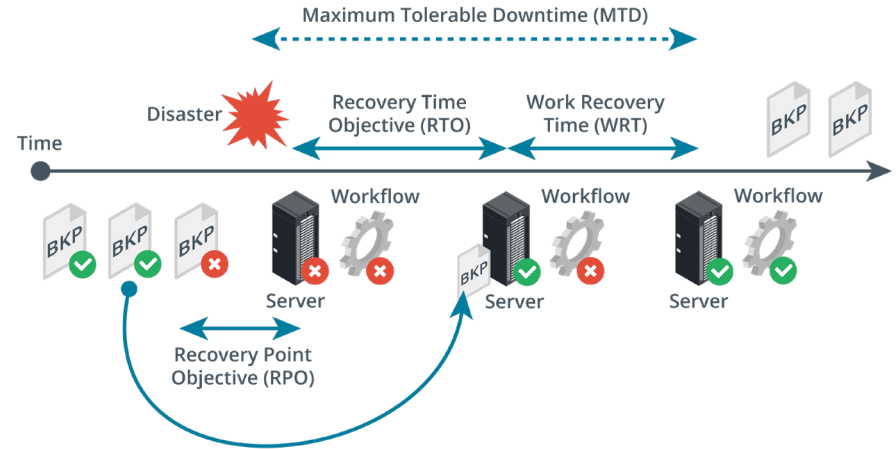 Maximum Tolerable Downtime (MTD)
Disaster
Recovery Time
Objective (RTO)
Work Recovery
Time (WRT)
BKP
BKP
Time
BKP
BKP
BKP
Workflow
Server
BKP
Workflow
Server
Workflow
Server
Recovery Point
Objective (RPO)